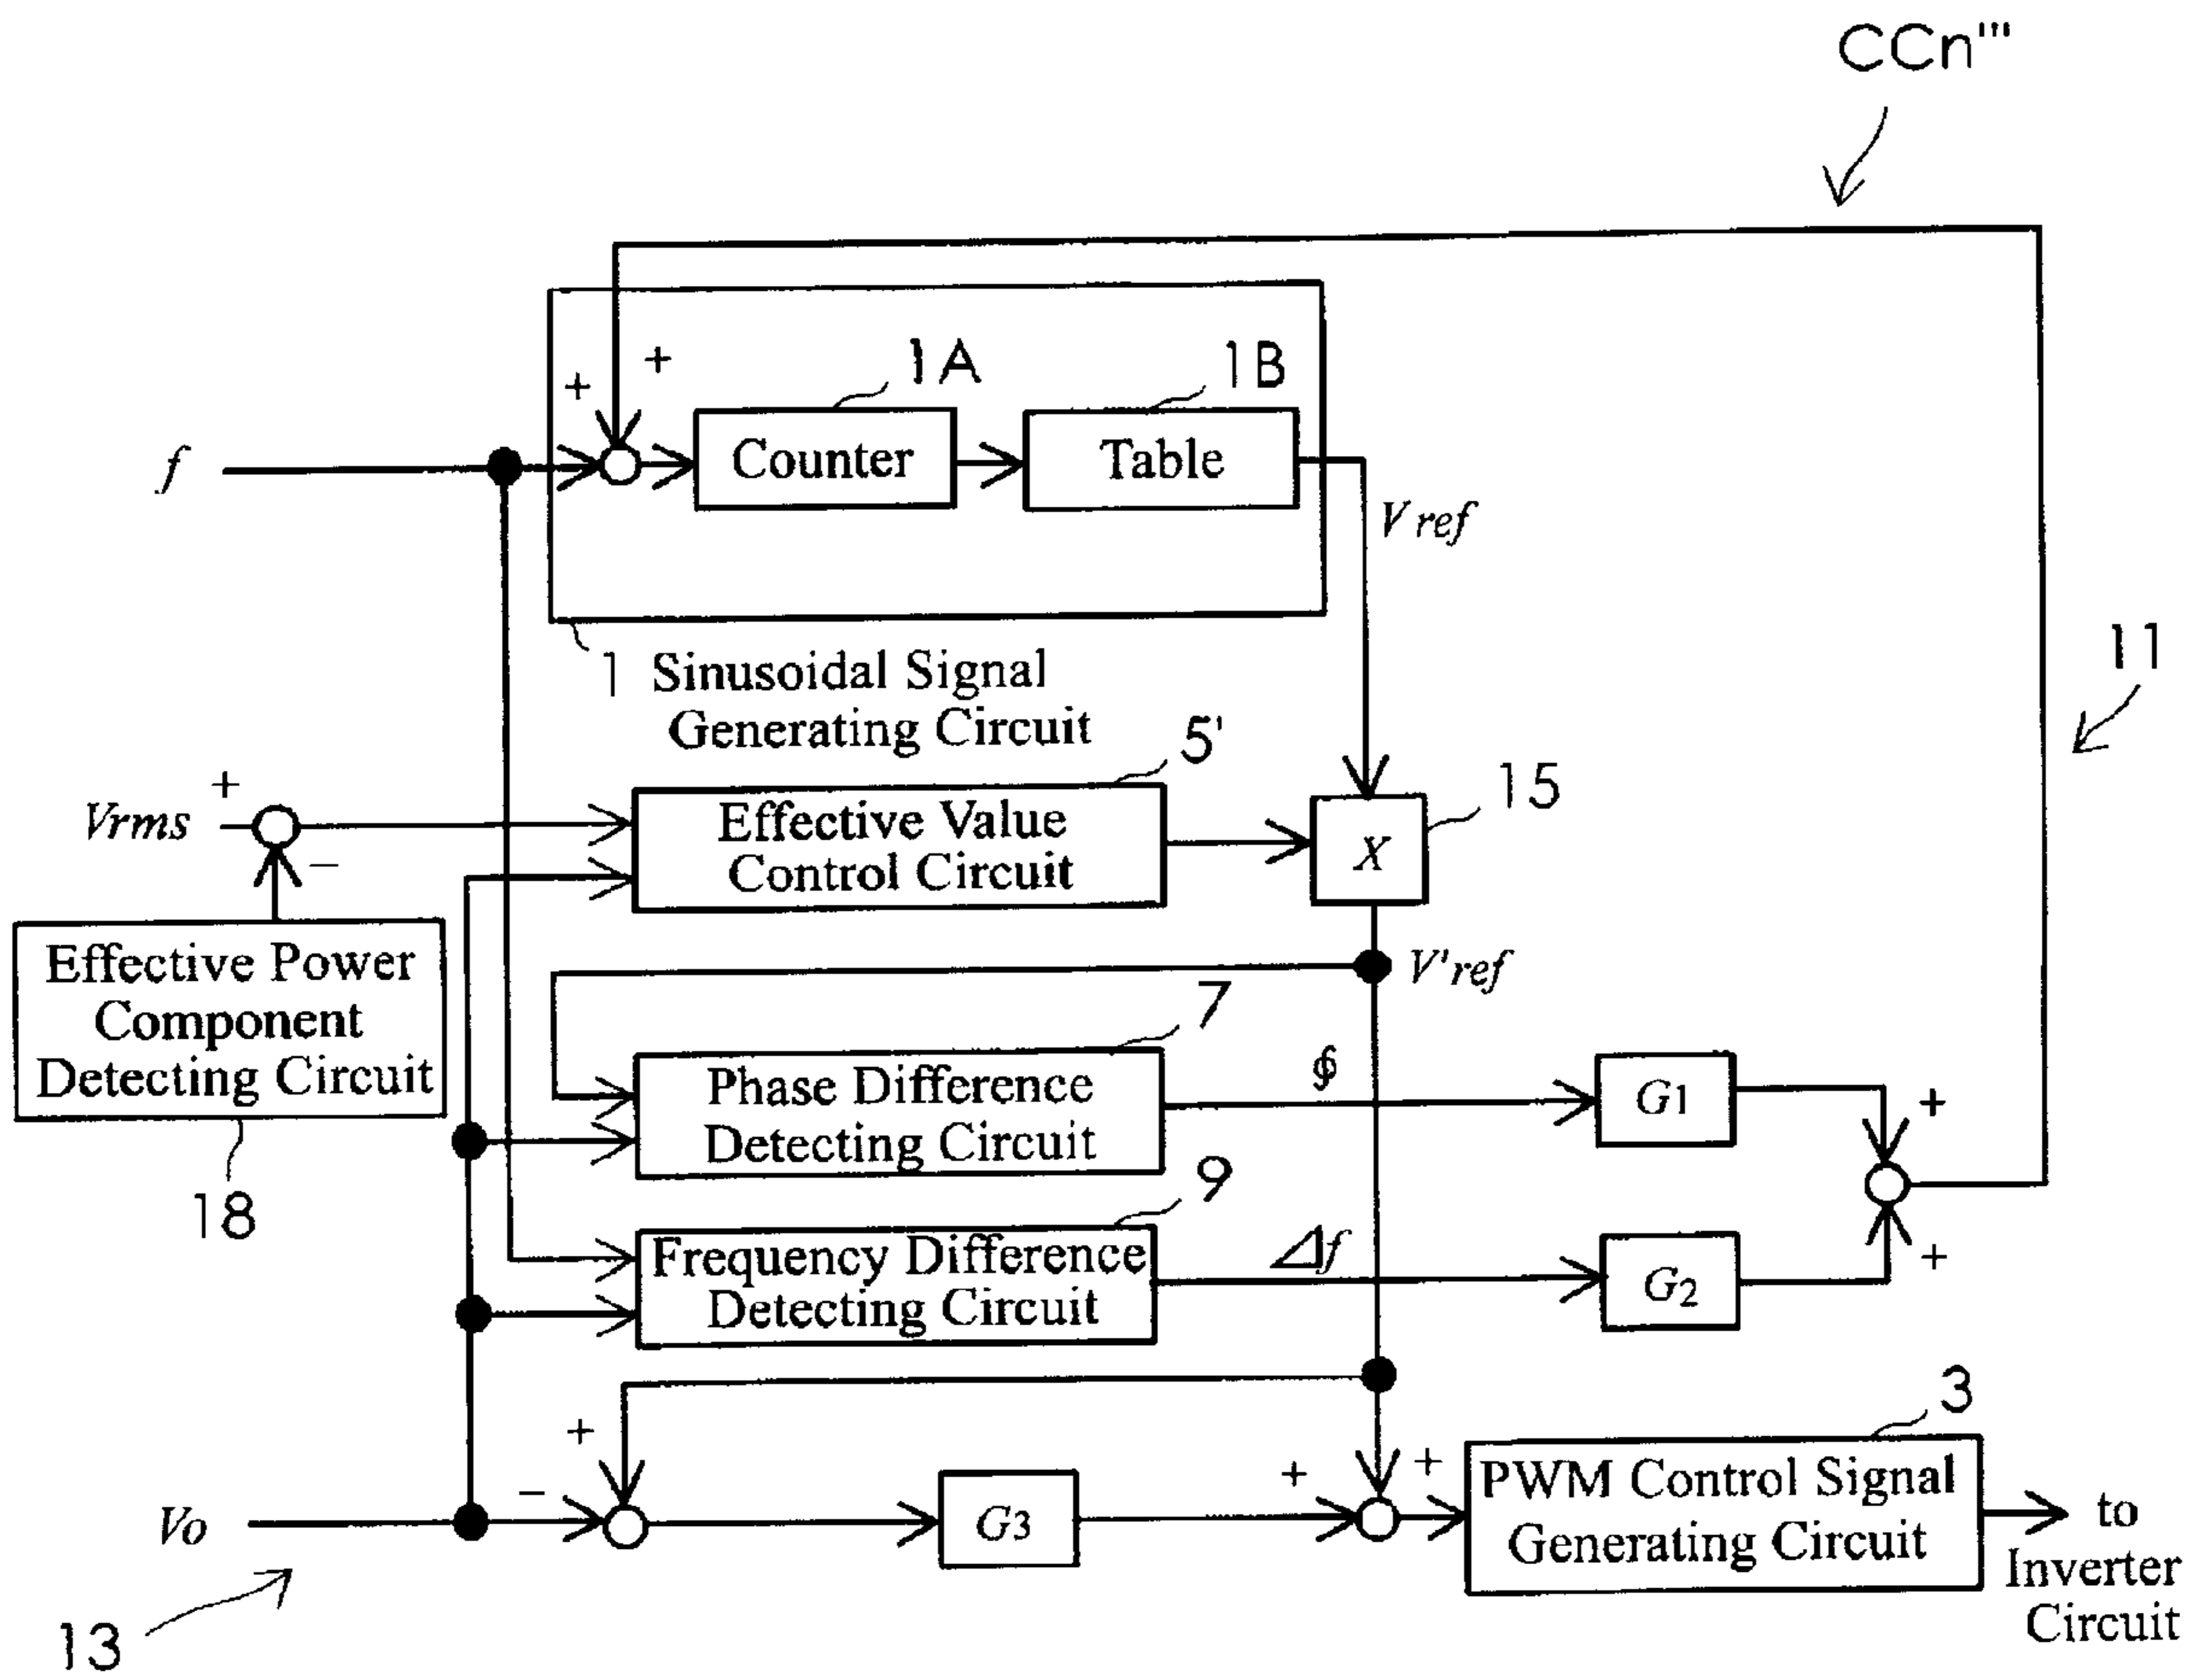 CCn'''
+
+
1A
1B
f
Counter
Table
Vref
1 Sinusoidal Signal
Generating Circuit
11
5'
+
Vrms
−
Effective Value
Control Circuit
X
15
Effective Power
Component
Detecting Circuit
18
V'ref
7
Phase Difference
Detecting Circuit
∮
G1
+
9
Frequency Difference
Detecting Circuit
Δf
G2
+
+
−
Vo
G3
+
+
3
PWM Control Signal
Generating Circuit
to
Inverter
Circuit
13